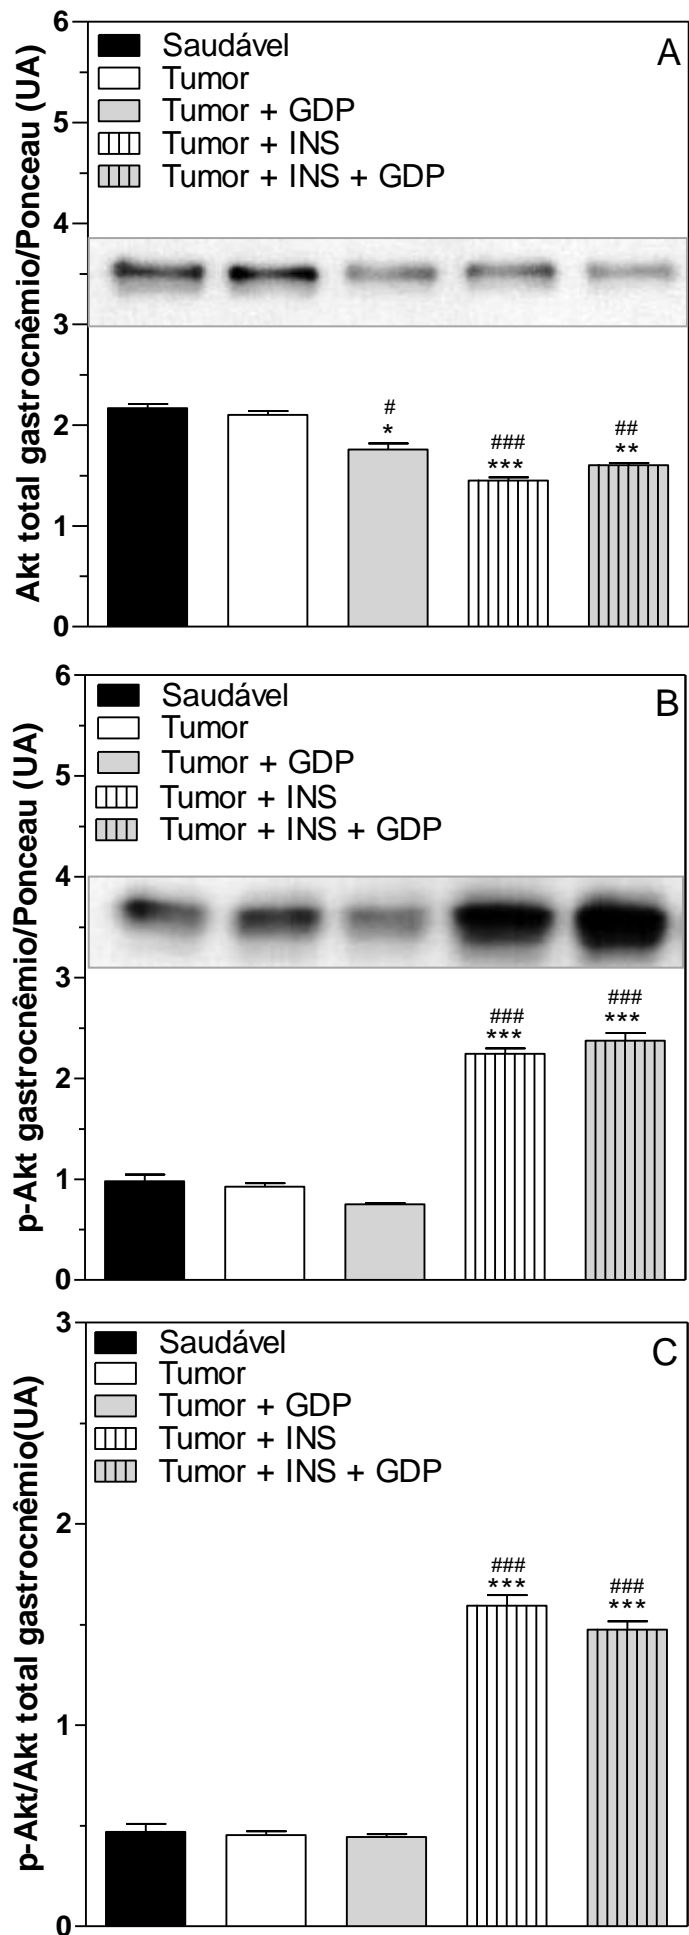 Akt total gastrocnêmio/Ponceau (UA)
6
5
4
3
2
1
0
A
Saudável
Tumor
Tumor + GDP
Tumor + INS
Tumor + INS + GDP
#
*
###
***
##
**
p-Akt gastrocnêmio/Ponceau (UA)
6
5
4
3
2
1
0
B
Saudável
Tumor
Tumor + GDP
Tumor + INS
Tumor + INS + GDP
###
***
###
***
p-Akt/Akt total gastrocnêmio(UA)
3
2
1
0
C
Saudável
Tumor
Tumor + GDP
Tumor + INS
Tumor + INS + GDP
###
***
###
***